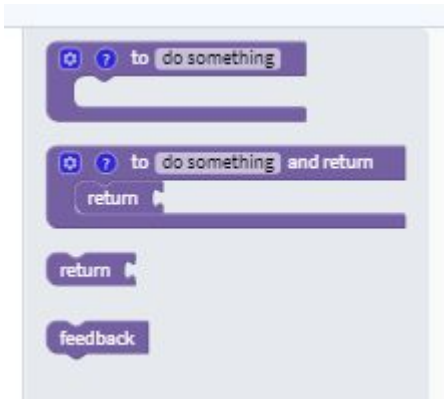 ? to do something
? to do something and return
return
return
feedback